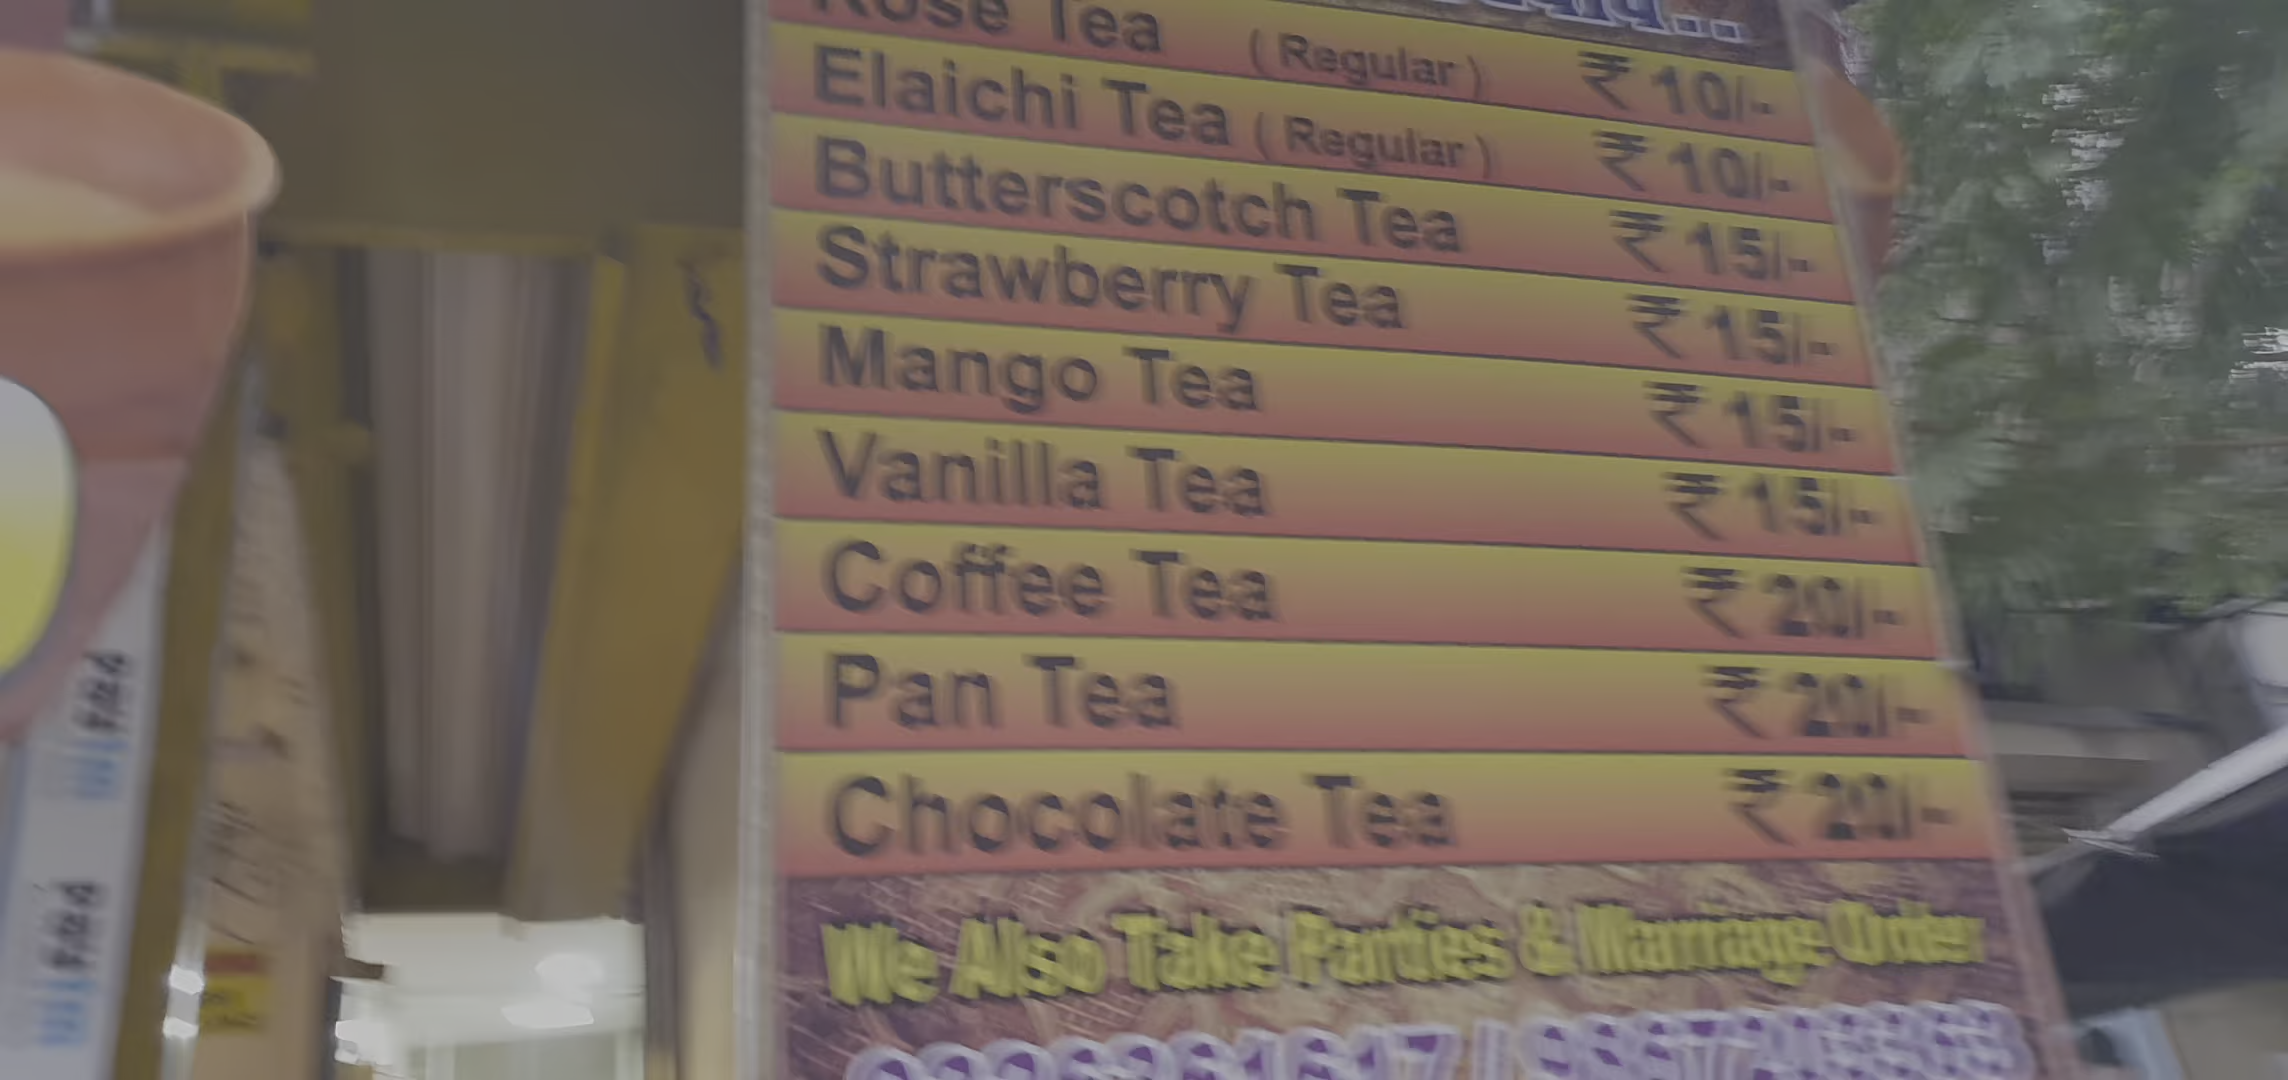 Rose Tea ( Regular ) ₹ 10/-
Elaichi Tea ( Regular ) ₹ 10/-
Butterscotch Tea ₹ 15/-
Strawberry Tea ₹ 15/-
Mango Tea ₹ 15/-
Vanilla Tea ₹ 15/-
Coffee Tea ₹ 20/-
Pan Tea ₹ 20/-
Chocolate Tea ₹ 20/-
We Also Take Parties & Marriage Order